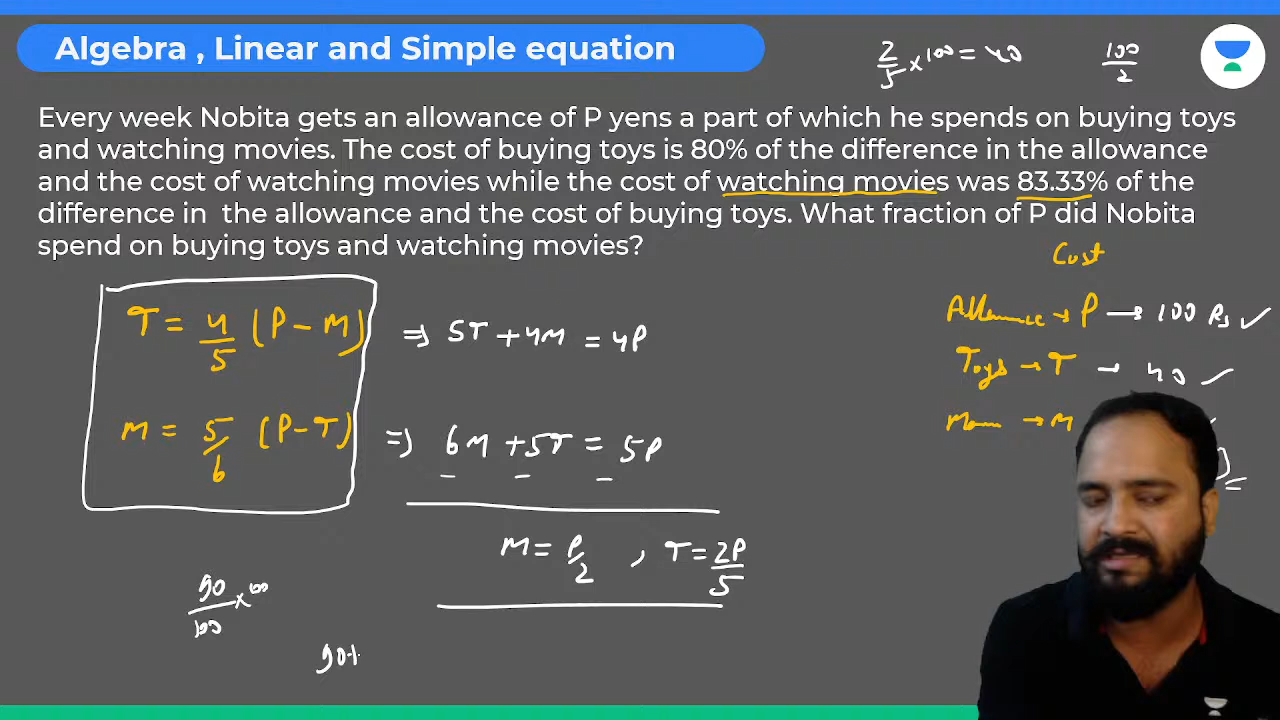 Algebra , Linear and Simple equation
2/5 × 100 = 40
100/2
Every week Nobita gets an allowance of P yens a part of which he spends on buying toys
and watching movies. The cost of buying toys is 80% of the difference in the allowance
and the cost of watching movies while the cost of watching movies was 83.33% of the
difference in the allowance and the cost of buying toys. What fraction of P did Nobita
spend on buying toys and watching movies?
Cost
T = 4/5 (P - M) ⇒ 5T + 4M = 4P
M = 5/6 (P - T) ⇒ 6M + 5T = 5P
M = P/2 , T = 2P/5
Allowance → P → 100 Rs ✓
Toys → T → 40 ✓
→ M
90/100 × 100
90%